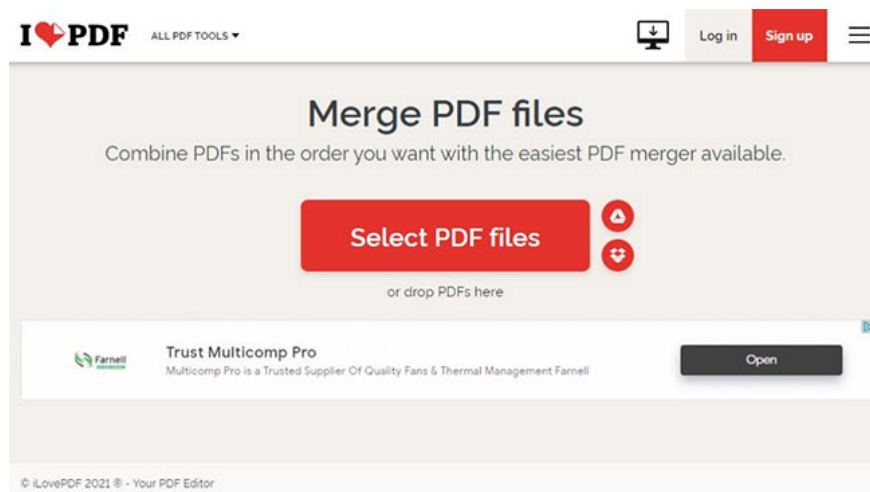 I PDF
ALL PDF TOOLS
Log in
Sign up
Merge PDF files
Combine PDFs in the order you want with the easiest PDF merger available.
Select PDF files
or drop PDFs here
Farnell
Trust Multicomp Pro
Multicomp Pro is a Trusted Supplier Of Quality Fans & Thermal Management Farnell
Open
© iLovePDF 2021 ® - Your PDF Editor